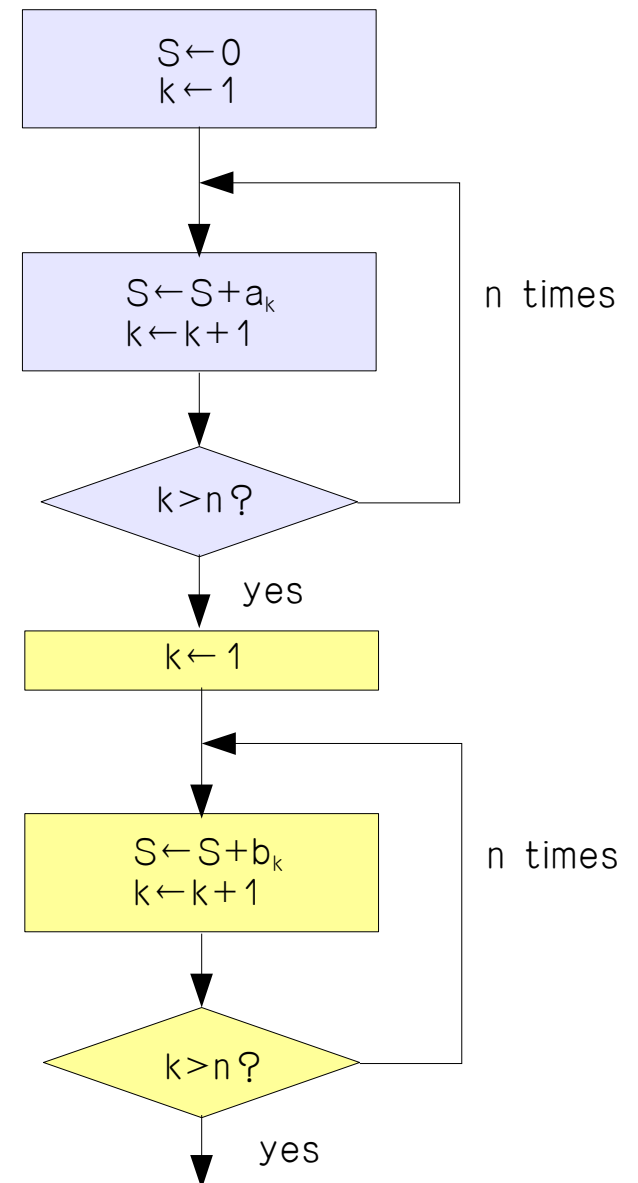 S←0
k←1
S←S+aₖ
k←k+1
n times
k>n?
yes
k←1
S←S+bₖ
k←k+1
n times
k>n?
yes